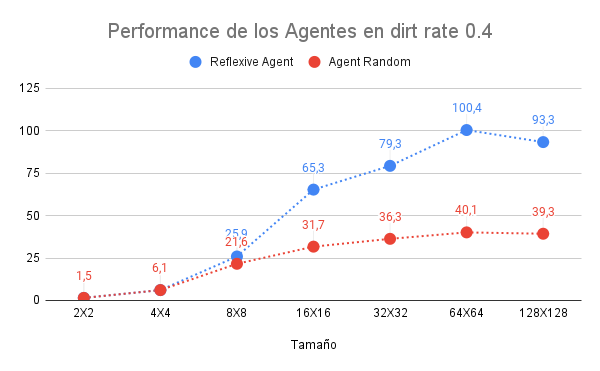 Performance de los Agentes en dirt rate 0.4
Reflexive Agent Agent Random
125
100
75
50
25
0
1,5 6,1 25,9 65,3 79,3 100,4 93,3
21,6 31,7 36,3 40,1 39,3
2X2 4X4 8X8 16X16 32X32 64X64 128X128
Tamaño